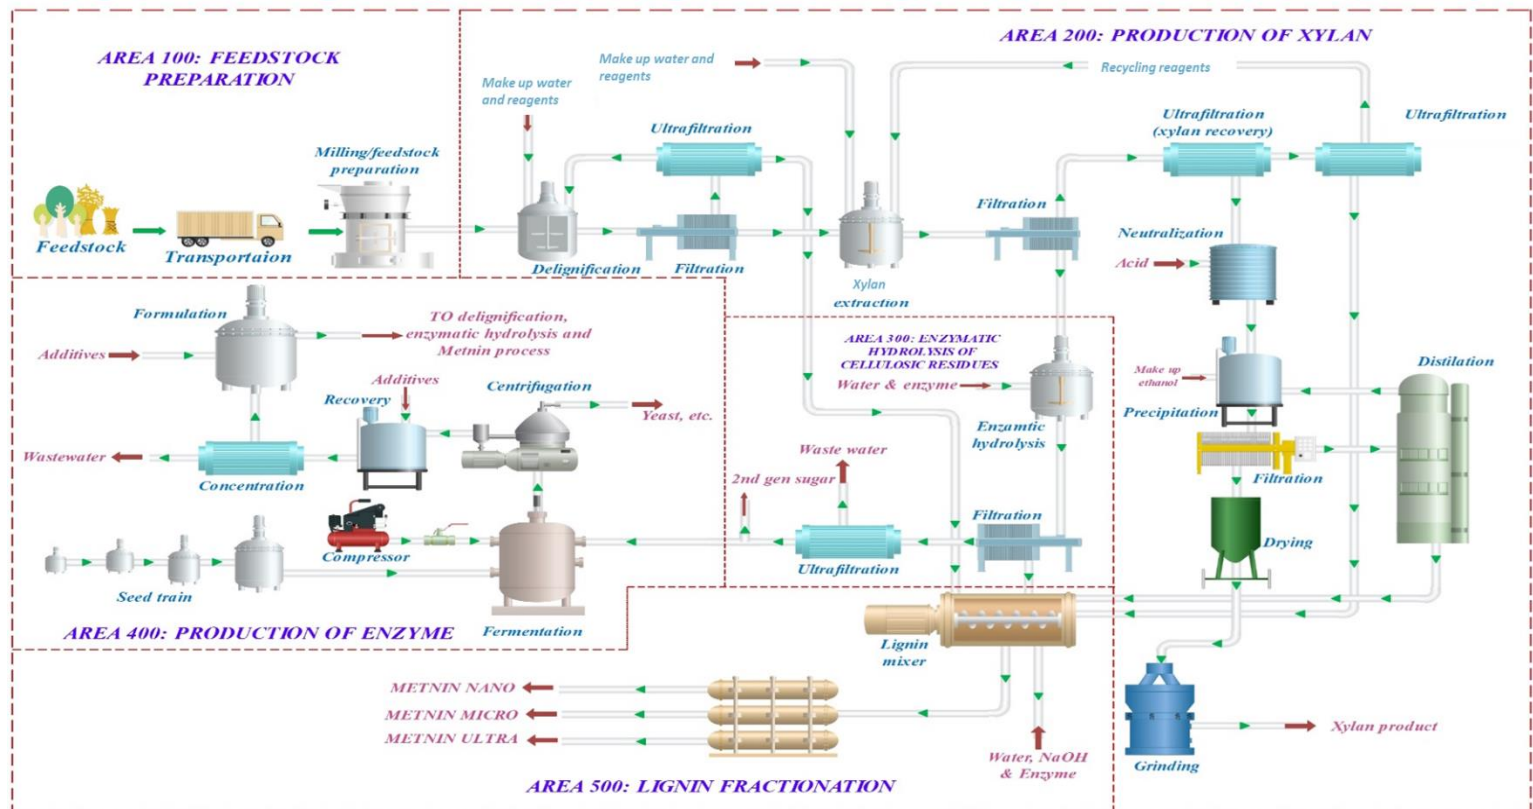 AREA 100: FEEDSTOCK
PREPARATION
Feedstock
Transportaion
Milling/feedstock
preparation
AREA 200: PRODUCTION OF XYLAN
Make up water
and reagents
Make up water and
reagents
Recycling reagents
Ultrafiltration
Ultrafiltration
(xylan recovery)
Ultrafiltration
Delignification
Filtration
Xylan
extraction
Filtration
Neutralization
Acid
Make up
ethanol
Precipitation
Distilation
Filtration
Drying
Grinding
Xylan product
AREA 300: ENZYMATIC
HYDROLYSIS OF
CELLULOSIC RESIDUES
Water & enzyme
Enzamtic
hydrolysis
Waste water
2nd gen sugar
Filtration
Ultrafiltration
Formulation
TO delignification,
enzymatic hydrolysis and
Metnin process
Additives
Additives
Centrifugation
Recovery
Yeast, etc.
Wastewater
Concentration
Compressor
Seed train
Fermentation
AREA 400: PRODUCTION OF ENZYME
Lignin
mixer
METNIN NANO
METNIN MICRO
METNIN ULTRA
Water, NaOH
& Enzyme
AREA 500: LIGNIN FRACTIONATION